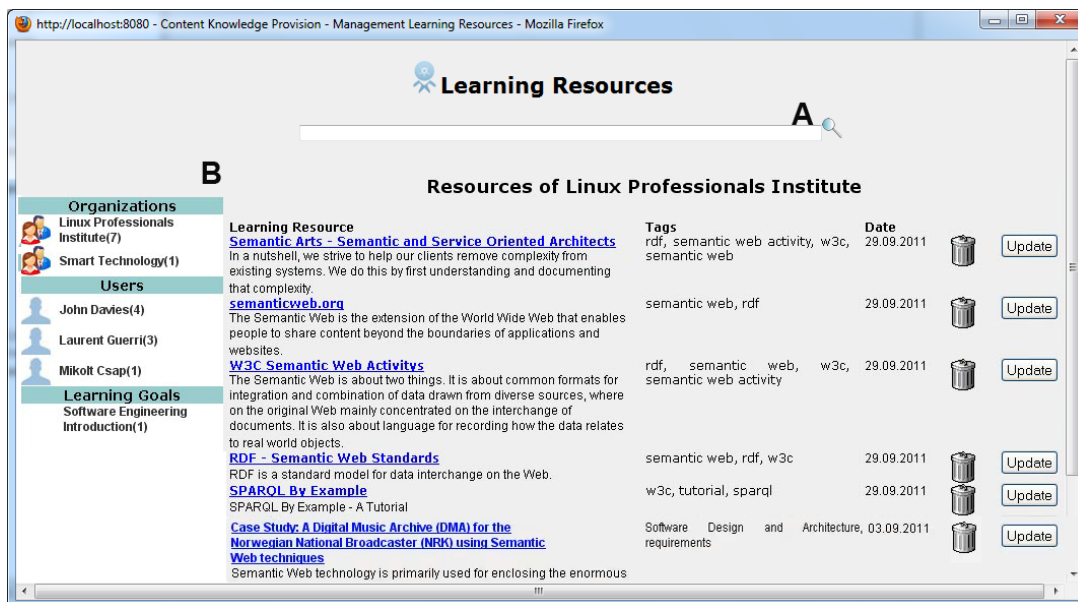 http://localhost:8080 - Content Knowledge Provision - Management Learning Resources - Mozilla Firefox
Learning Resources
A
B
Resources of Linux Professionals Institute
Organizations
Linux Professionals
Institute(7)
Smart Technology(1)
Users
John Davies(4)
Laurent Guerri(3)
Mikolt Csap(1)
Learning Goals
Software Engineering
Introduction(1)
Learning Resource Tags Date
Semantic Arts - Semantic and Service Oriented Architects rdf, semantic web activity, w3c, 29.09.2011 Update
semantic web
In a nutshell, we strive to help our clients remove complexity from
existing systems. We do this by first understanding and documenting
that complexity.
semanticweb.org semantic web, rdf 29.09.2011 Update
The Semantic Web is the extension of the World Wide Web that enables
people to share content beyond the boundaries of applications and
websites.
W3C Semantic Web Activitys rdf, semantic web, w3c, 29.09.2011 Update
semantic web activity
The Semantic Web is about two things. It is about common formats for
integration and combination of data drawn from diverse sources, where
on the original Web mainly concentrated on the interchange of
documents. It is also about language for recording how the data relates
to real world objects.
RDF - Semantic Web Standards semantic web, rdf, w3c 29.09.2011 Update
RDF is a standard model for data interchange on the Web.
SPARQL By Example w3c, tutorial, sparql 29.09.2011 Update
SPARQL By Example - A Tutorial
Case Study: A Digital Music Archive (DMA) for the Software Design and Architecture, 03.09.2011 Update
Norwegian National Broadcaster (NRK) using Semantic requirements
Web techniques
Semantic Web technology is primarily used for enclosing the enormous